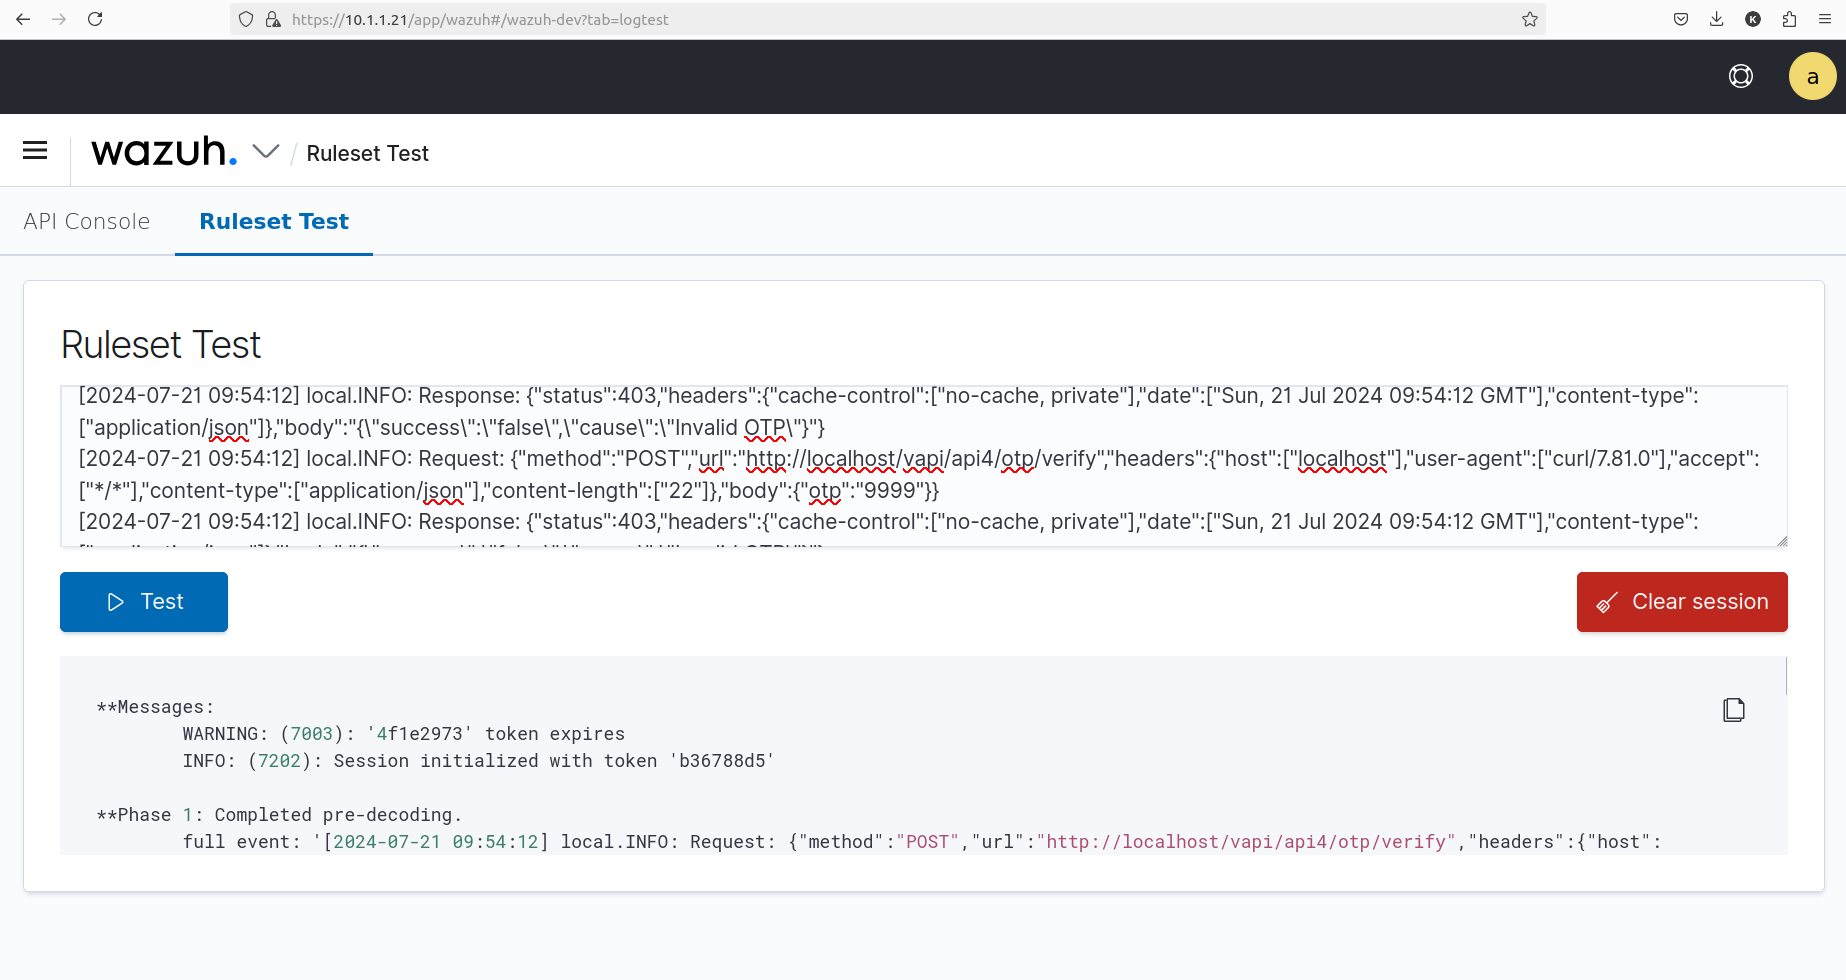 https://10.1.1.21/app/wazuh#/wazuh-dev?tab=logtest
K
a
wazuh. / Ruleset Test
API Console Ruleset Test
Ruleset Test
[2024-07-21 09:54:12] local.INFO: Response: {"status":403,"headers":{"cache-control":["no-cache, private"],"date":["Sun, 21 Jul 2024 09:54:12 GMT"],"content-type":
["application/json"]},"body":"{\"success\":\"false\",\"cause\":\"Invalid OTP\"}"}
[2024-07-21 09:54:12] local.INFO: Request: {"method":"POST","url":"http://localhost/vapi/api4/otp/verify","headers":{"host":["localhost"],"user-agent":["curl/7.81.0"],"accept":
["*/*"],"content-type":["application/json"],"content-length":["22"]},"body":{"otp":"9999"}}
[2024-07-21 09:54:12] local.INFO: Response: {"status":403,"headers":{"cache-control":["no-cache, private"],"date":["Sun, 21 Jul 2024 09:54:12 GMT"],"content-type":
Test
Clear session
**Messages:
WARNING: (7003): '4f1e2973' token expires
INFO: (7202): Session initialized with token 'b36788d5'
**Phase 1: Completed pre-decoding.
full event: '[2024-07-21 09:54:12] local.INFO: Request: {"method":"POST","url":"http://localhost/vapi/api4/otp/verify","headers":{"host":